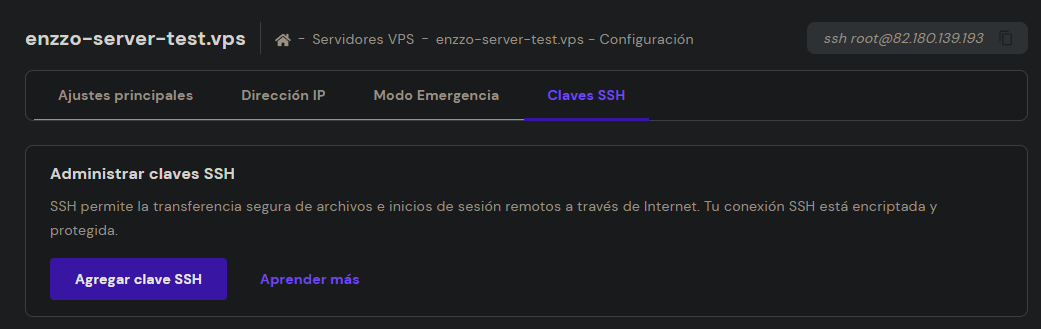 enzzo-server-test.vps
- Servidores VPS - enzzo-server-test.vps - Configuración
ssh root@82.180.139.193
Ajustes principales Dirección IP Modo Emergencia Claves SSH
Administrar claves SSH
SSH permite la transferencia segura de archivos e inicios de sesión remotos a través de Internet. Tu conexión SSH está encriptada y
protegida.
Agregar clave SSH Aprender más